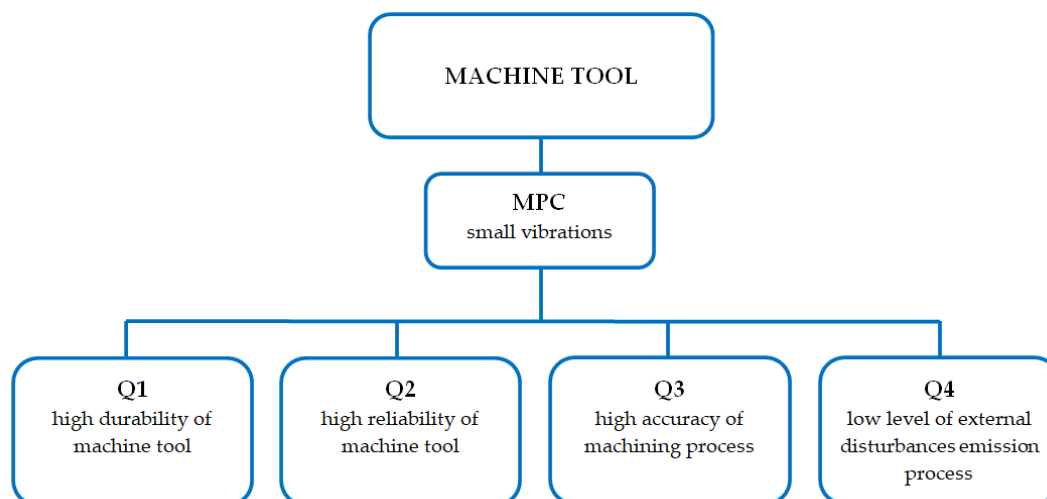 MACHINE TOOL
MPC
small vibrations
Q1
high durability of
machine tool
Q2
high reliability of
machine tool
Q3
high accuracy of
machining process
Q4
low level of external
disturbances emission
process